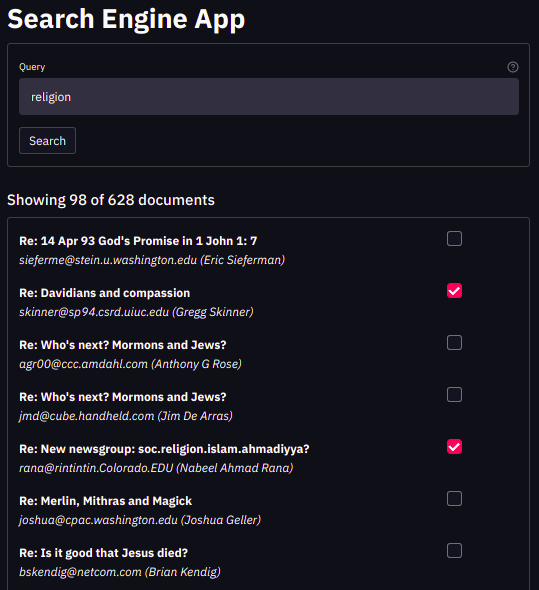 Search Engine App
Query
religion
Search
Showing 98 of 628 documents
Re: 14 Apr 93 God's Promise in 1 John 1: 7
sieferme@stein.u.washington.edu (Eric Sieferman)
Re: Davidians and compassion
skinner@sp94.csrd.uiuc.edu (Gregg Skinner)
Re: Who's next? Mormons and Jews?
agr00@ccc.amdahl.com (Anthony G Rose)
Re: Who's next? Mormons and Jews?
jmd@cube.handheld.com (Jim De Arras)
Re: New newsgroup: soc.religion.islam.ahmadiyya?
rana@rintintin.Colorado.EDU (Nabeel Ahmad Rana)
Re: Merlin, Mithras and Magick
joshua@cpac.washington.edu (Joshua Geller)
Re: Is it good that Jesus died?
bskendig@netcom.com (Brian Kendig)